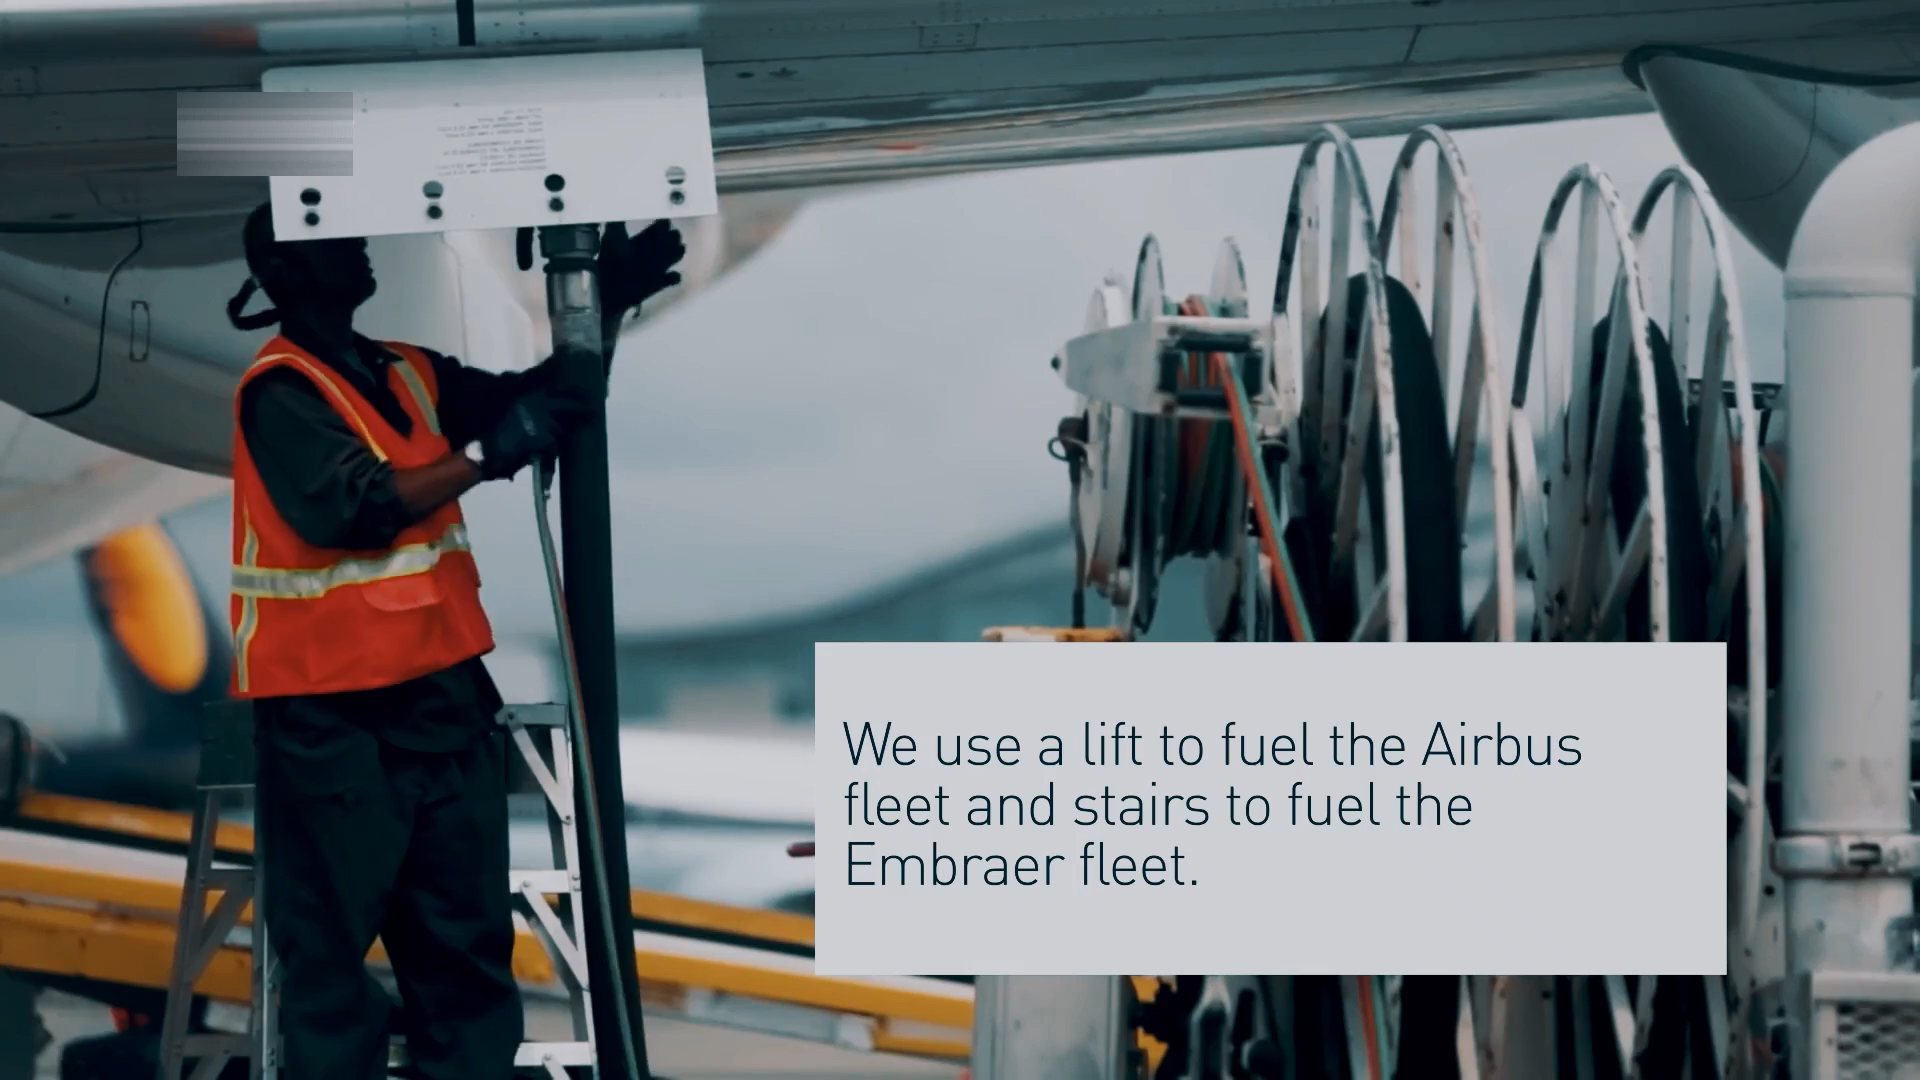 We use a lift to fuel the Airbus
fleet and stairs to fuel the
Embraer fleet.